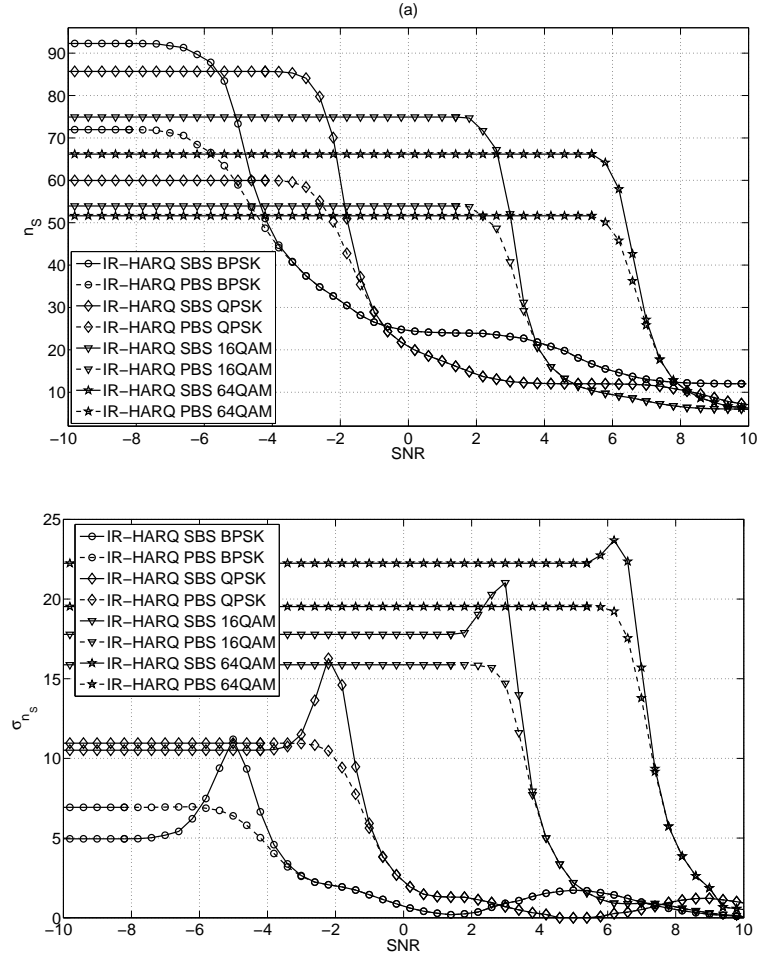 (a)
90
80
70
60
50
40
30
20
10
n_S
IR−HARQ SBS BPSK
IR−HARQ PBS BPSK
IR−HARQ SBS QPSK
IR−HARQ PBS QPSK
IR−HARQ SBS 16QAM
IR−HARQ PBS 16QAM
IR−HARQ SBS 64QAM
IR−HARQ PBS 64QAM
−10 −8 −6 −4 −2 0 2 4 6 8 10
SNR
25
20
15
10
5
0
σ_{n_S}
IR−HARQ SBS BPSK
IR−HARQ PBS BPSK
IR−HARQ SBS QPSK
IR−HARQ PBS QPSK
IR−HARQ SBS 16QAM
IR−HARQ PBS 16QAM
IR−HARQ SBS 64QAM
IR−HARQ PBS 64QAM
−10 −8 −6 −4 −2 0 2 4 6 8 10
SNR